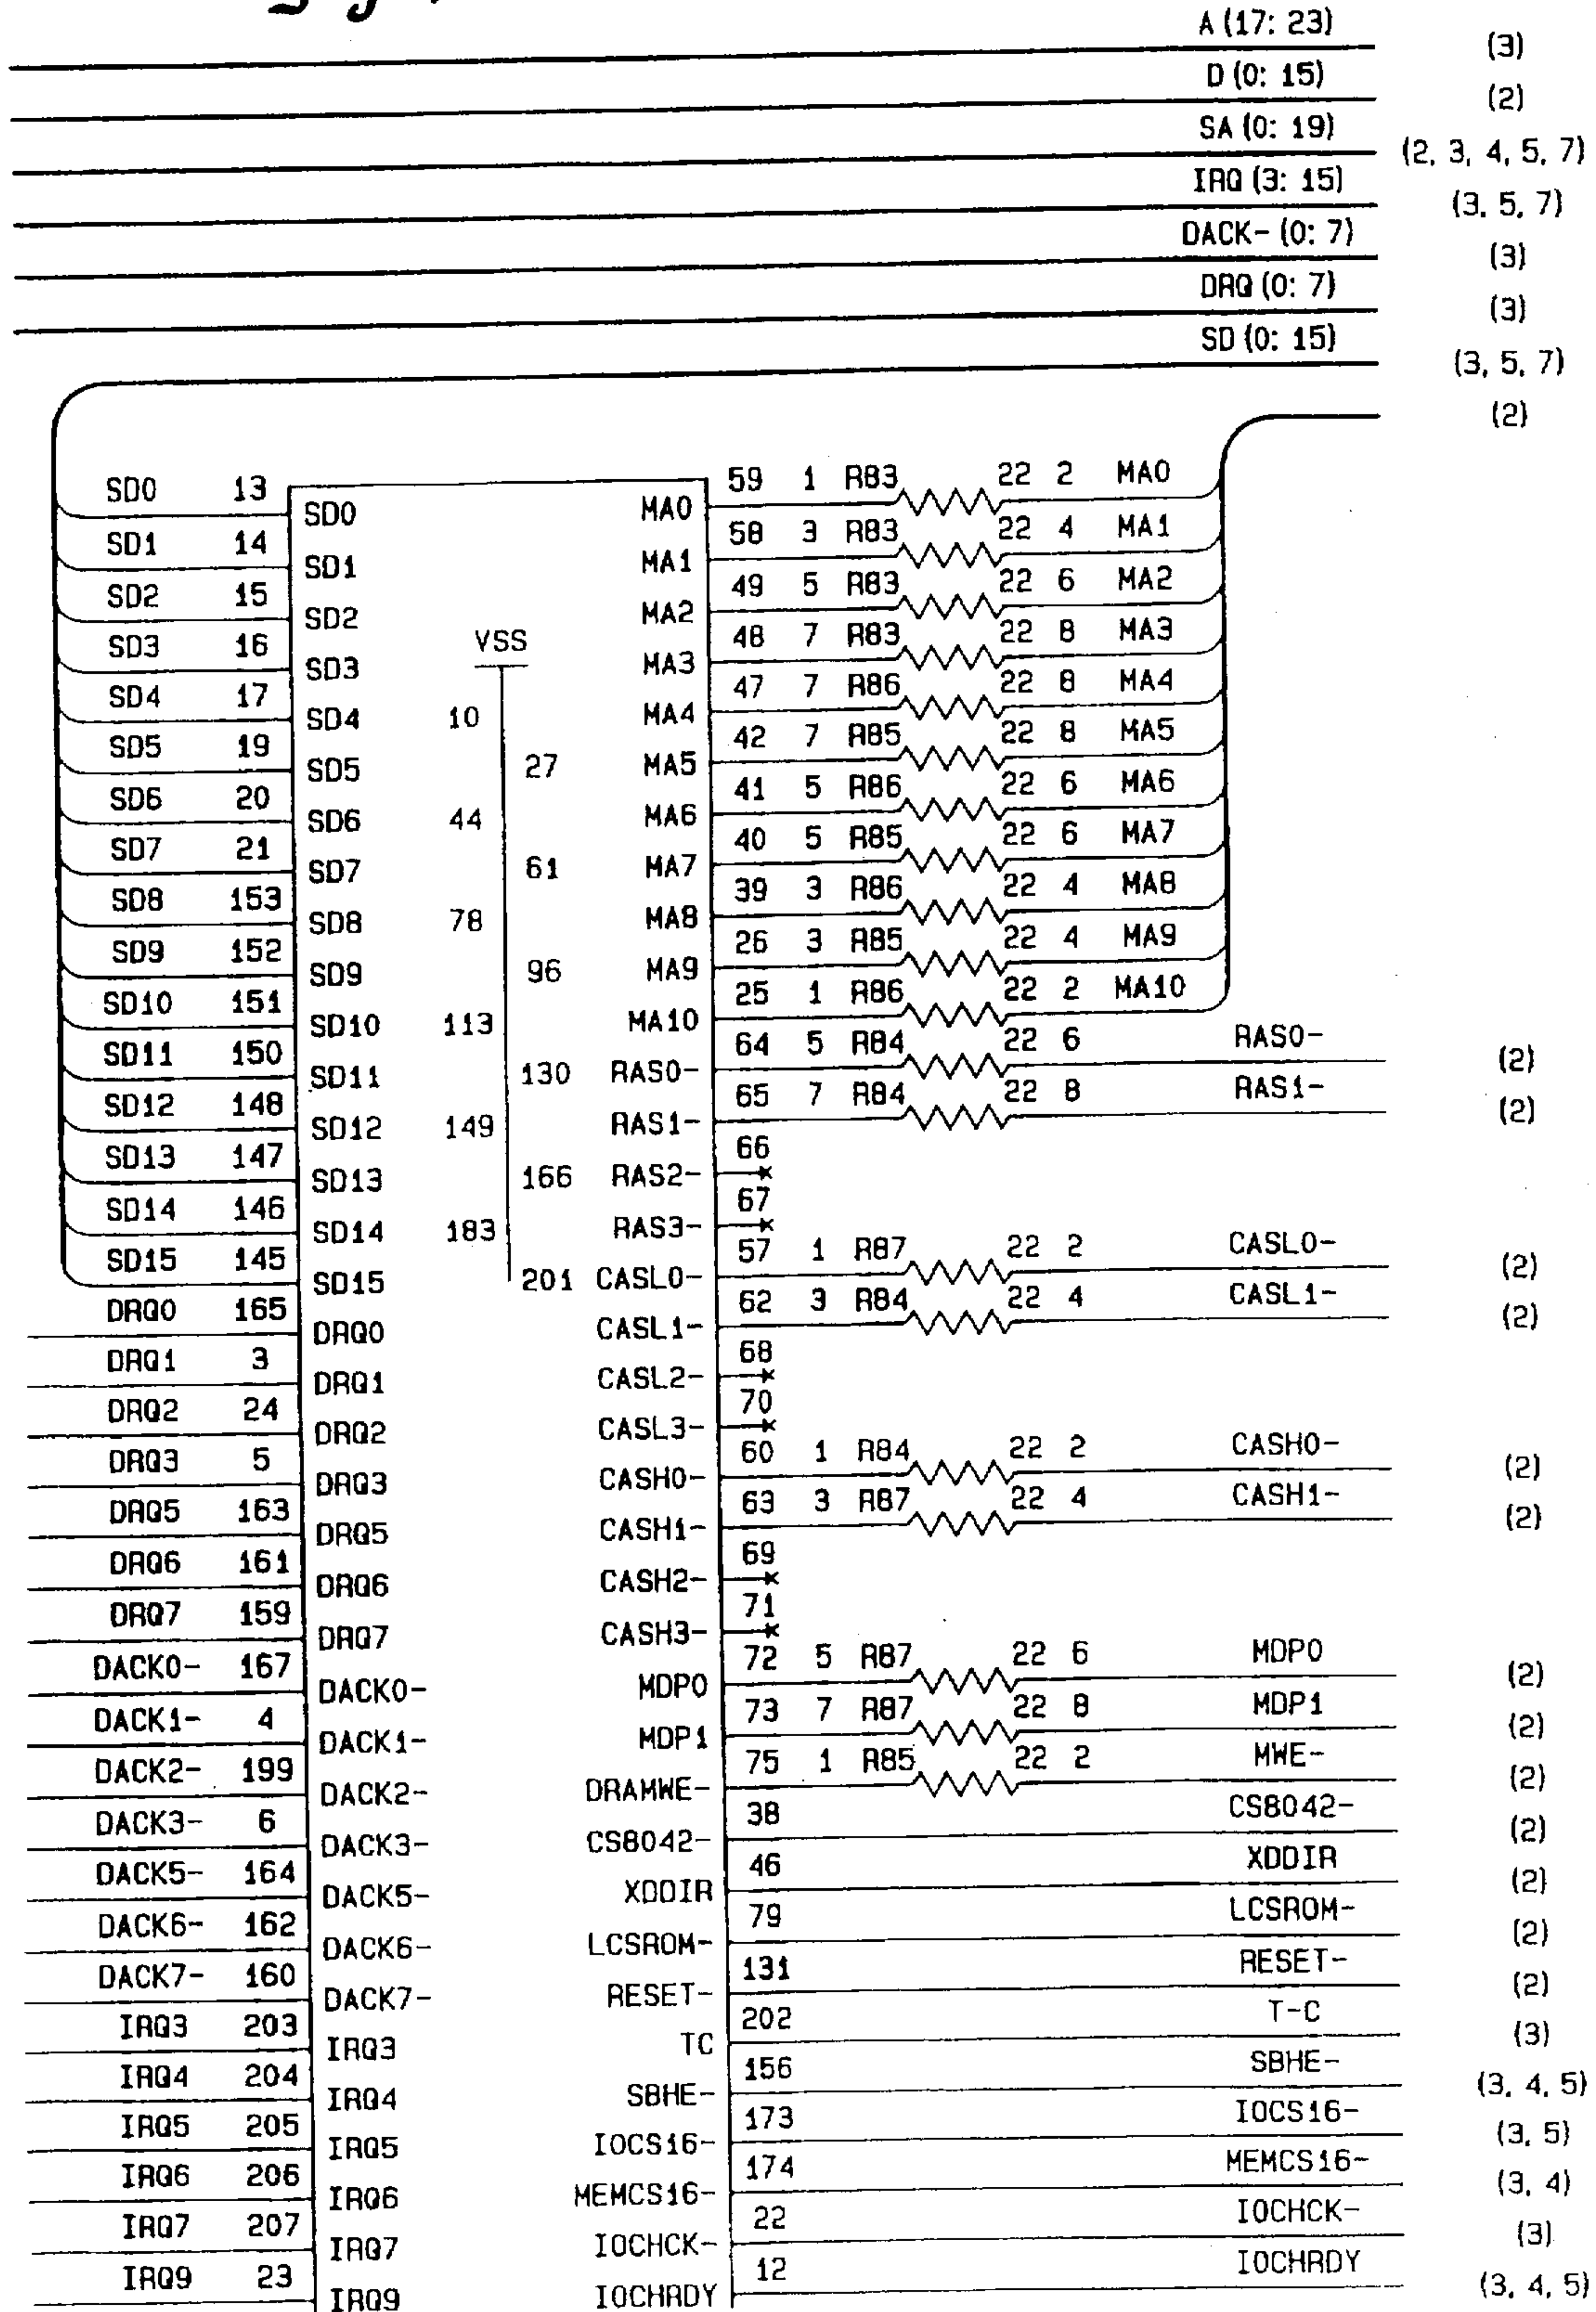 A (17: 23) (3)
D (0: 15) (2)
SA (0: 19) (2, 3, 4, 5, 7)
IRQ (3: 15) (3, 5, 7)
DACK- (0: 7) (3)
DRQ (0: 7) (3)
SD (0: 15) (3, 5, 7)
(2)
SD0 13 SD0 MA0 59 1 R83 22 2 MA0
SD1 14 SD1 MA1 58 3 R83 22 4 MA1
SD2 15 SD2 MA2 49 5 R83 22 6 MA2
SD3 16 SD3 VSS MA3 48 7 R83 22 8 MA3
SD4 17 SD4 10 MA4 47 7 R86 22 8 MA4
SD5 19 SD5 27 MA5 42 7 R85 22 8 MA5
SD6 20 SD6 44 MA6 41 5 R86 22 6 MA6
SD7 21 SD7 61 MA7 40 5 R85 22 6 MA7
SD8 153 SD8 78 MA8 39 3 R86 22 4 MA8
SD9 152 SD9 96 MA9 26 3 R85 22 4 MA9
SD10 151 SD10 113 MA10 25 1 R86 22 2 MA10
SD11 150 SD11 130 RAS0- 64 5 R84 22 6 RAS0- (2)
SD12 148 SD12 149 RAS1- 65 7 R84 22 8 RAS1- (2)
SD13 147 SD13 166 RAS2- 66
SD14 146 SD14 183 RAS3- 67
SD15 145 SD15 201 CASL0- 57 1 R87 22 2 CASL0- (2)
DRQ0 165 DRQ0 CASL1- 62 3 R84 22 4 CASL1- (2)
DRQ1 3 DRQ1 CASL2- 68
DRQ2 24 DRQ2 CASL3- 70
DRQ3 5 DRQ3 CASH0- 60 1 R84 22 2 CASH0- (2)
DRQ5 163 DRQ5 CASH1- 63 3 R87 22 4 CASH1- (2)
DRQ6 161 DRQ6 CASH2- 69
DRQ7 159 DRQ7 CASH3- 71
DACK0- 167 DACK0- MDP0 72 5 R87 22 6 MDP0 (2)
DACK1- 4 DACK1- MDP1 73 7 R87 22 8 MDP1 (2)
DACK2- 199 DACK2- DRAMWE- 75 1 R85 22 2 MWE- (2)
DACK3- 6 DACK3- CS8042- 38 CS8042- (2)
DACK5- 164 DACK5- XDDIR 46 XDDIR (2)
DACK6- 162 DACK6- LCSROM- 79 LCSROM- (2)
DACK7- 160 DACK7- RESET- 131 RESET- (2)
IRQ3 203 IRQ3 TC 202 T-C (3)
IRQ4 204 IRQ4 SBHE- 156 SBHE- (3, 4, 5)
IRQ5 205 IRQ5 IOCS16- 173 IOCS16- (3, 5)
IRQ6 206 IRQ6 MEMCS16- 174 MEMCS16- (3, 4)
IRQ7 207 IRQ7 IOCHCK- 22 IOCHCK- (3)
IRQ9 23 IRQ9 IOCHRDY 12 IOCHRDY (3, 4, 5)